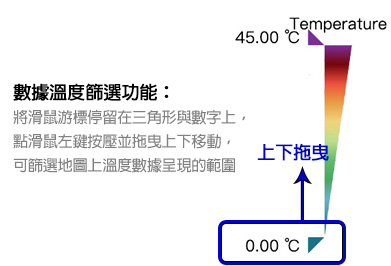 Temperature
45.00 ℃
數據溫度篩選功能：
將滑鼠游標停留在三角形與數字上，
點滑鼠左鍵按壓並拖曳上下移動，
可篩選地圖上溫度數據呈現的範圍
上下拖曳
0.00 ℃